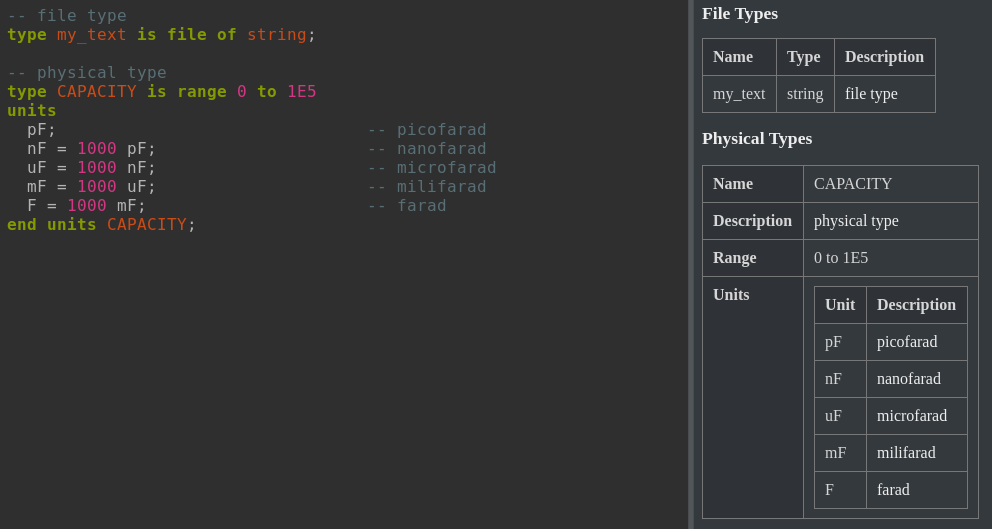 -- file type
type my_text is file of string;
-- physical type
type CAPACITY is range 0 to 1E5
units
pF; -- picofarad
nF = 1000 pF; -- nanofarad
uF = 1000 nF; -- microfarad
mF = 1000 uF; -- milifarad
F = 1000 mF; -- farad
end units CAPACITY;
File Types
Name Type Description
my_text string file type
Physical Types
Name CAPACITY
Description physical type
Range 0 to 1E5
Units
Unit Description
pF picofarad
nF nanofarad
uF microfarad
mF milifarad
F farad